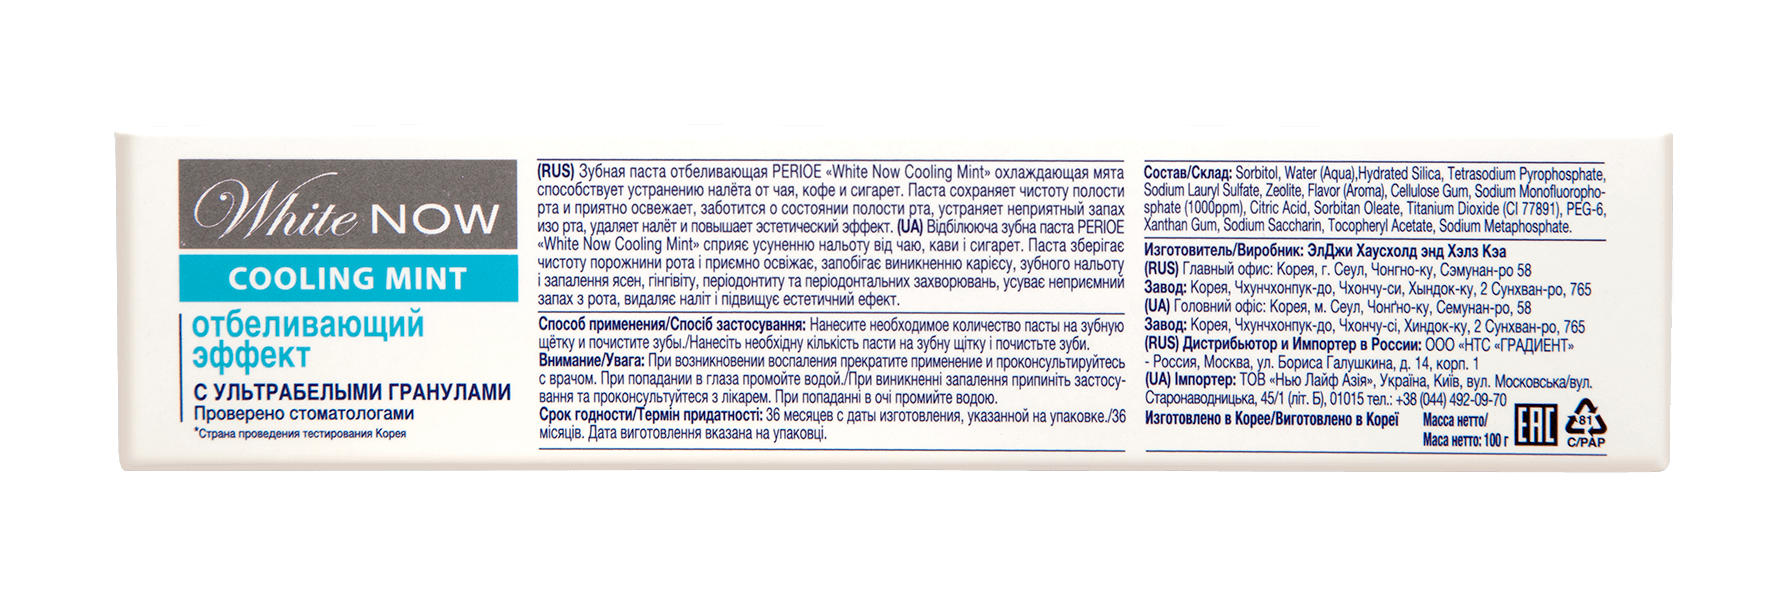 White NOW
COOLING MINT
отбеливающий
эффект
С УЛЬТРАБЕЛЫМИ ГРАНУЛАМИ
Проверено стоматологами
*Страна проведения тестирования Корея
(RUS) Зубная паста отбеливающая PERIOE «White Now Cooling Mint» охлаждающая мята
способствует устранению налёта от чая, кофе и сигарет. Паста сохраняет чистоту полости
рта и приятно освежает, заботится о состоянии полости рта, устраняет неприятный запах
изо рта, удаляет налёт и повышает эстетический эффект. (UA) Відбілююча зубна паста PERIOE
«White Now Cooling Mint» сприяє усуненню нальоту від чаю, кави і сигарет. Паста зберігає
чистоту порожнини рота і приємно освіжає, запобігає виникненню карієсу, зубного нальоту
і запалення ясен, гінгівіту, періодонтиту та періодонтальних захворювань, усуває неприємний
запах з рота, видаляє наліт і підвищує естетичний ефект.
Способ применения/Спосіб застосування: Нанесите необходимое количество пасты на зубную
щётку и почистите зубы./Нанесіть необхідну кількість пасти на зубну щітку і почистьте зуби.
Внимание/Увага: При возникновении воспаления прекратите применение и проконсультируйтесь
с врачом. При попадании в глаза промойте водой./При виникненні запалення припиніть застосу-
вання та проконсультуйтеся з лікарем. При попаданні в очі промийте водою.
Срок годности/Термін придатності: 36 месяцев с даты изготовления, указанной на упаковке./36
місяців. Дата виготовлення вказана на упаковці.
Состав/Склад: Sorbitol, Water (Aqua),Hydrated Silica, Tetrasodium Pyrophosphate,
Sodium Lauryl Sulfate, Zeolite, Flavor (Aroma), Cellulose Gum, Sodium Monofluoropho-
sphate (1000ppm), Citric Acid, Sorbitan Oleate, Titanium Dioxide (CI 77891), PEG-6,
Xanthan Gum, Sodium Saccharin, Tocopheryl Acetate, Sodium Metaphosphate.
Изготовитель/Виробник: ЭлДжи Хаусхолд энд Хэлз Кэа
(RUS) Главный офис: Корея, г. Сеул, Чонгно-ку, Сэмунан-ро 58
Завод: Корея, Чхунчхонпук-до, Чхончу-си, Хындок-ку, 2 Сунхван-ро, 765
(UA) Головний офіс: Корея, м. Сеул, Чонґно-ку, Семунан-ро, 58
Завод: Корея, Чхунчхонпук-до, Чхончу-сі, Хиндок-ку, 2 Сунхван-ро, 765
(RUS) Дистрибьютор и Импортер в России: ООО «НТС «ГРАДИЕНТ»
- Россия, Москва, ул. Бориса Галушкина, д. 14, корп. 1
(UA) Імпортер: ТОВ «Нью Лайф Азія», Україна, Київ, вул. Московська/вул.
Старонаводницька, 45/1 (літ. Б), 01015 тел.: +38 (044) 492-09-70
Изготовлено в Корее/Виготовлено в Кореї
Масса нетто/
Маса нетто: 100 г
EAC
81
C/PAP